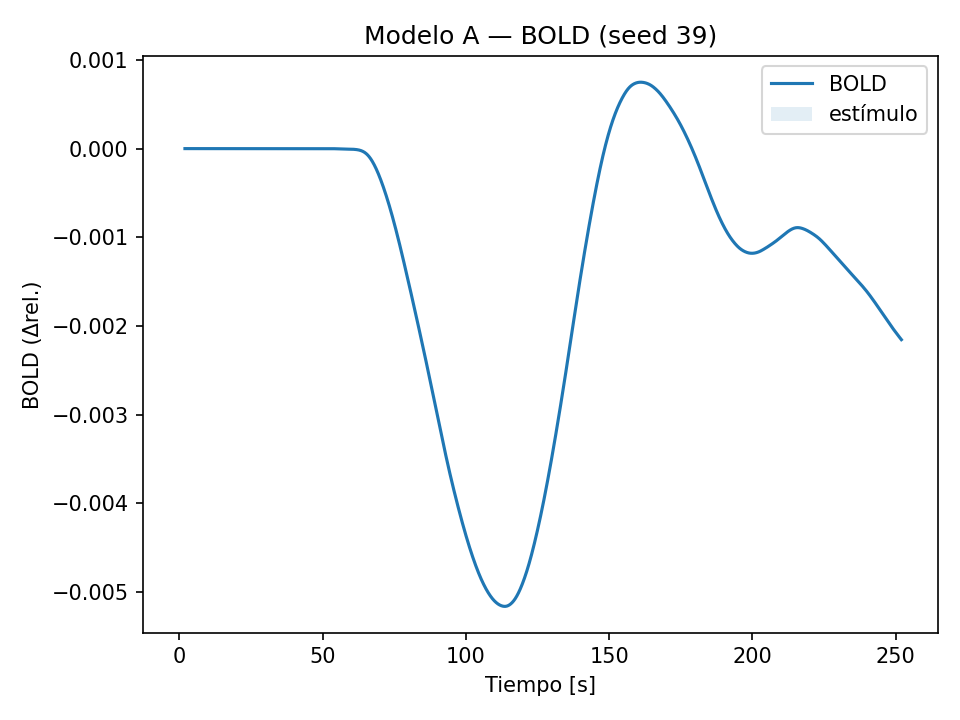 Modelo A — BOLD (seed 39)
BOLD
estímulo
0.001
0.000
−0.001
−0.002
−0.003
−0.004
−0.005
BOLD (Δrel.)
0 50 100 150 200 250
Tiempo [s]